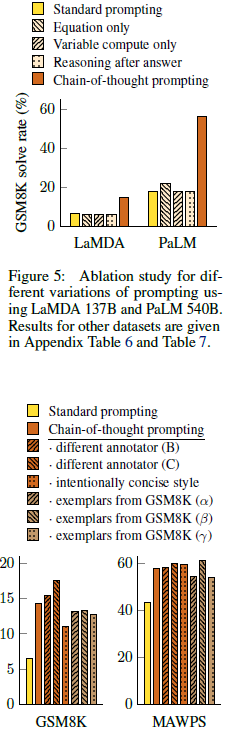 Standard prompting
Equation only
Variable compute only
Reasoning after answer
Chain-of-thought prompting
GSM8K solve rate (%)
60
40
20
0
LaMDA PaLM
Figure 5: Ablation study for dif-
ferent variations of prompting us-
ing LaMDA 137B and PaLM 540B.
Results for other datasets are given
in Appendix Table 6 and Table 7.
Standard prompting
Chain-of-thought prompting
· different annotator (B)
· different annotator (C)
· intentionally concise style
· exemplars from GSM8K (α)
· exemplars from GSM8K (β)
· exemplars from GSM8K (γ)
20
15
10
5
0
GSM8K
60
40
20
0
MAWPS